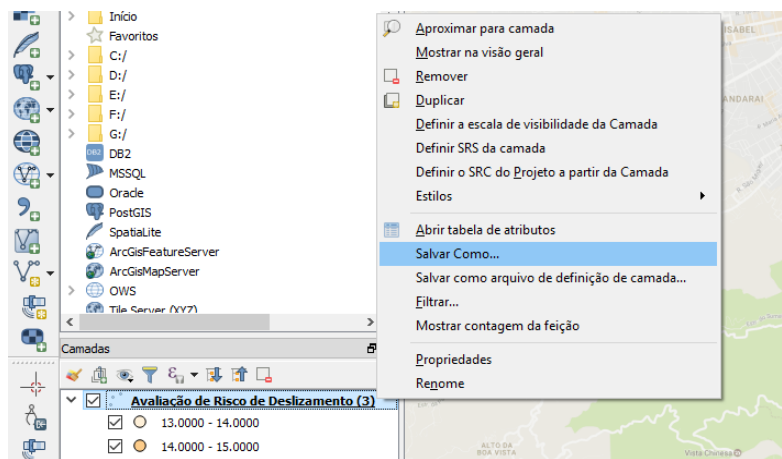 Início
Favoritos
C:/
D:/
E:/
F:/
G:/
DB2
DB2
MSSQL
Oracle
PostGIS
SpatiaLite
ArcGisFeatureServer
ArcGisMapServer
OWS
Tile Server (XYZ)
Camadas
Avaliação de Risco de Deslizamento (3)
13.0000 - 14.0000
14.0000 - 15.0000
Aproximar para camada
Mostrar na visão geral
Remover
Duplicar
Definir a escala de visibilidade da Camada
Definir SRS da camada
Definir o SRC do Projeto a partir da Camada
Estilos
Abrir tabela de atributos
Salvar Como...
Salvar como arquivo de definição de camada...
Filtrar...
Mostrar contagem da feição
Propriedades
Renome
ISABEL
ANDARAI
ALTO DA
BOA VISTA
Vista Chinesa